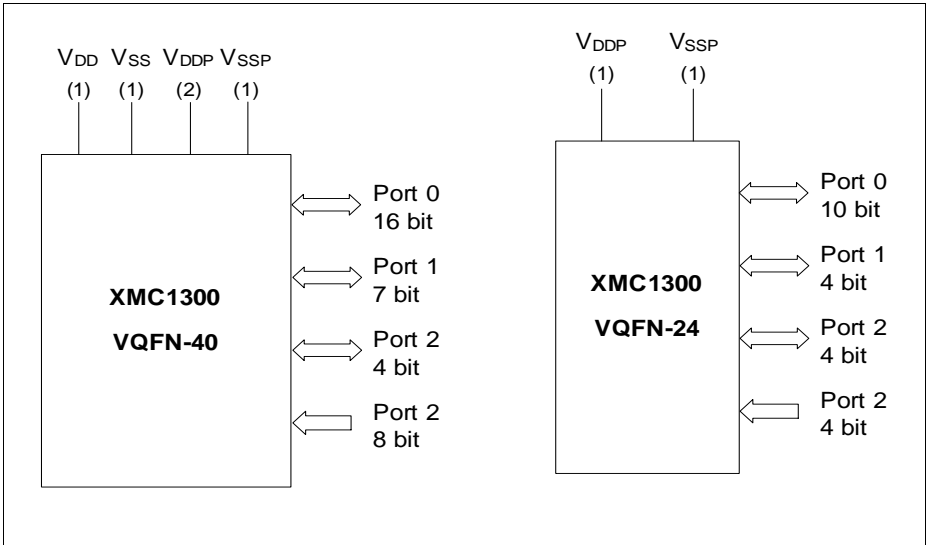 VDD VSS VDDP VSSP
(1) (1) (2) (1)
XMC1300
VQFN-40
Port 0
16 bit
Port 1
7 bit
Port 2
4 bit
Port 2
8 bit
VDDP VSSP
(1) (1)
XMC1300
VQFN-24
Port 0
10 bit
Port 1
4 bit
Port 2
4 bit
Port 2
4 bit